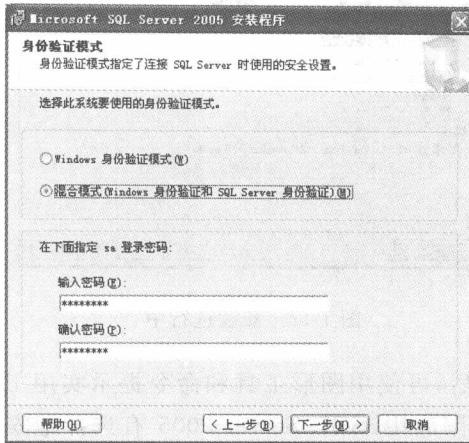 Microsoft SQL Server 2005 安装程序
身份验证模式
身份验证模式指定了连接 SQL Server 时使用的安全设置。
选择此系统要使用的身份验证模式。
Windows 身份验证模式(W)
混合模式(Windows 身份验证和 SQL Server 身份验证)(M)
在下面指定 sa 登录密码:
输入密码(E):
********
确认密码(P):
********
帮助(H)
< 上一步(B)
下一步(N) >
取消